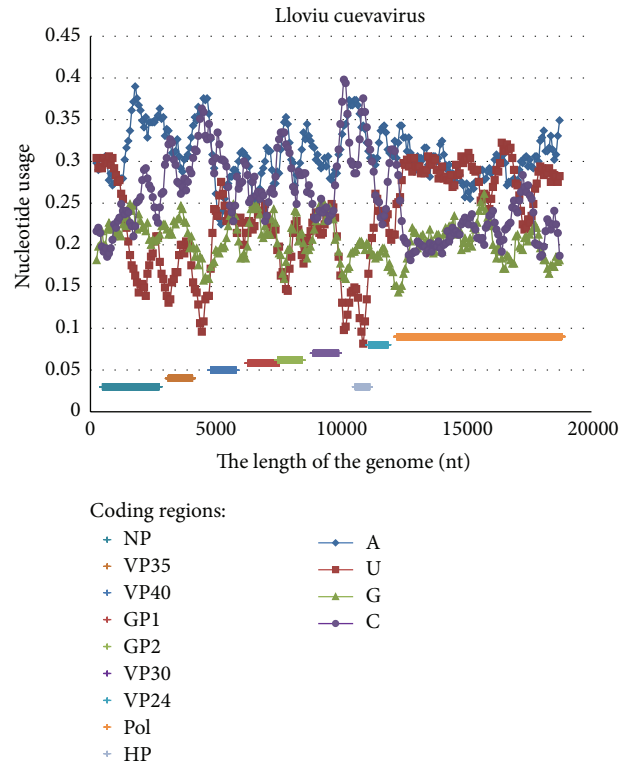 Lloviu cuevavirus
Nucleotide usage
0.45
0.4
0.35
0.3
0.25
0.2
0.15
0.1
0.05
0
0
5000
10000
15000
20000
The length of the genome (nt)
Coding regions:
NP
VP35
VP40
GP1
GP2
VP30
VP24
Pol
HP
A
U
G
C